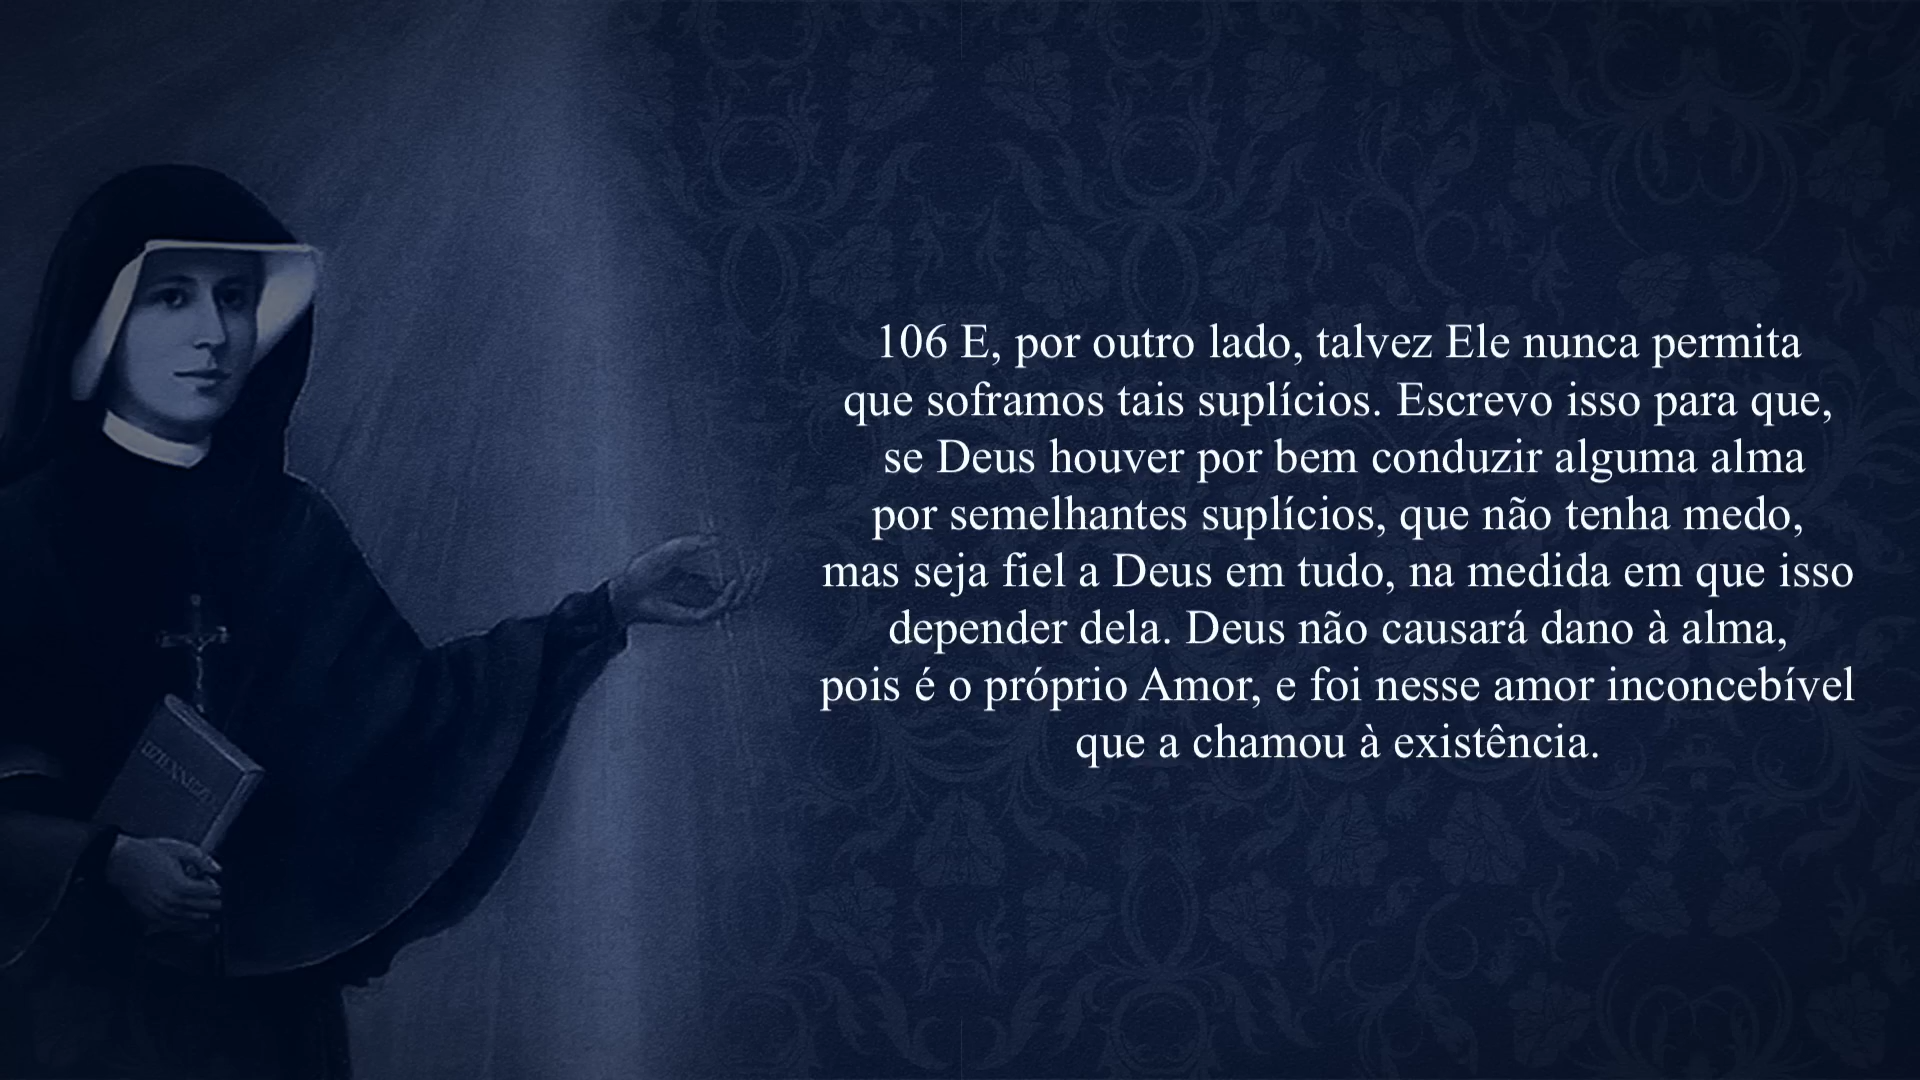 106 E, por outro lado, talvez Ele nunca permita
que soframos tais suplícios. Escrevo isso para que,
se Deus houver por bem conduzir alguma alma
por semelhantes suplícios, que não tenha medo,
mas seja fiel a Deus em tudo, na medida em que isso
depender dela. Deus não causará dano à alma,
pois é o próprio Amor, e foi nesse amor inconcebível
que a chamou à existência.